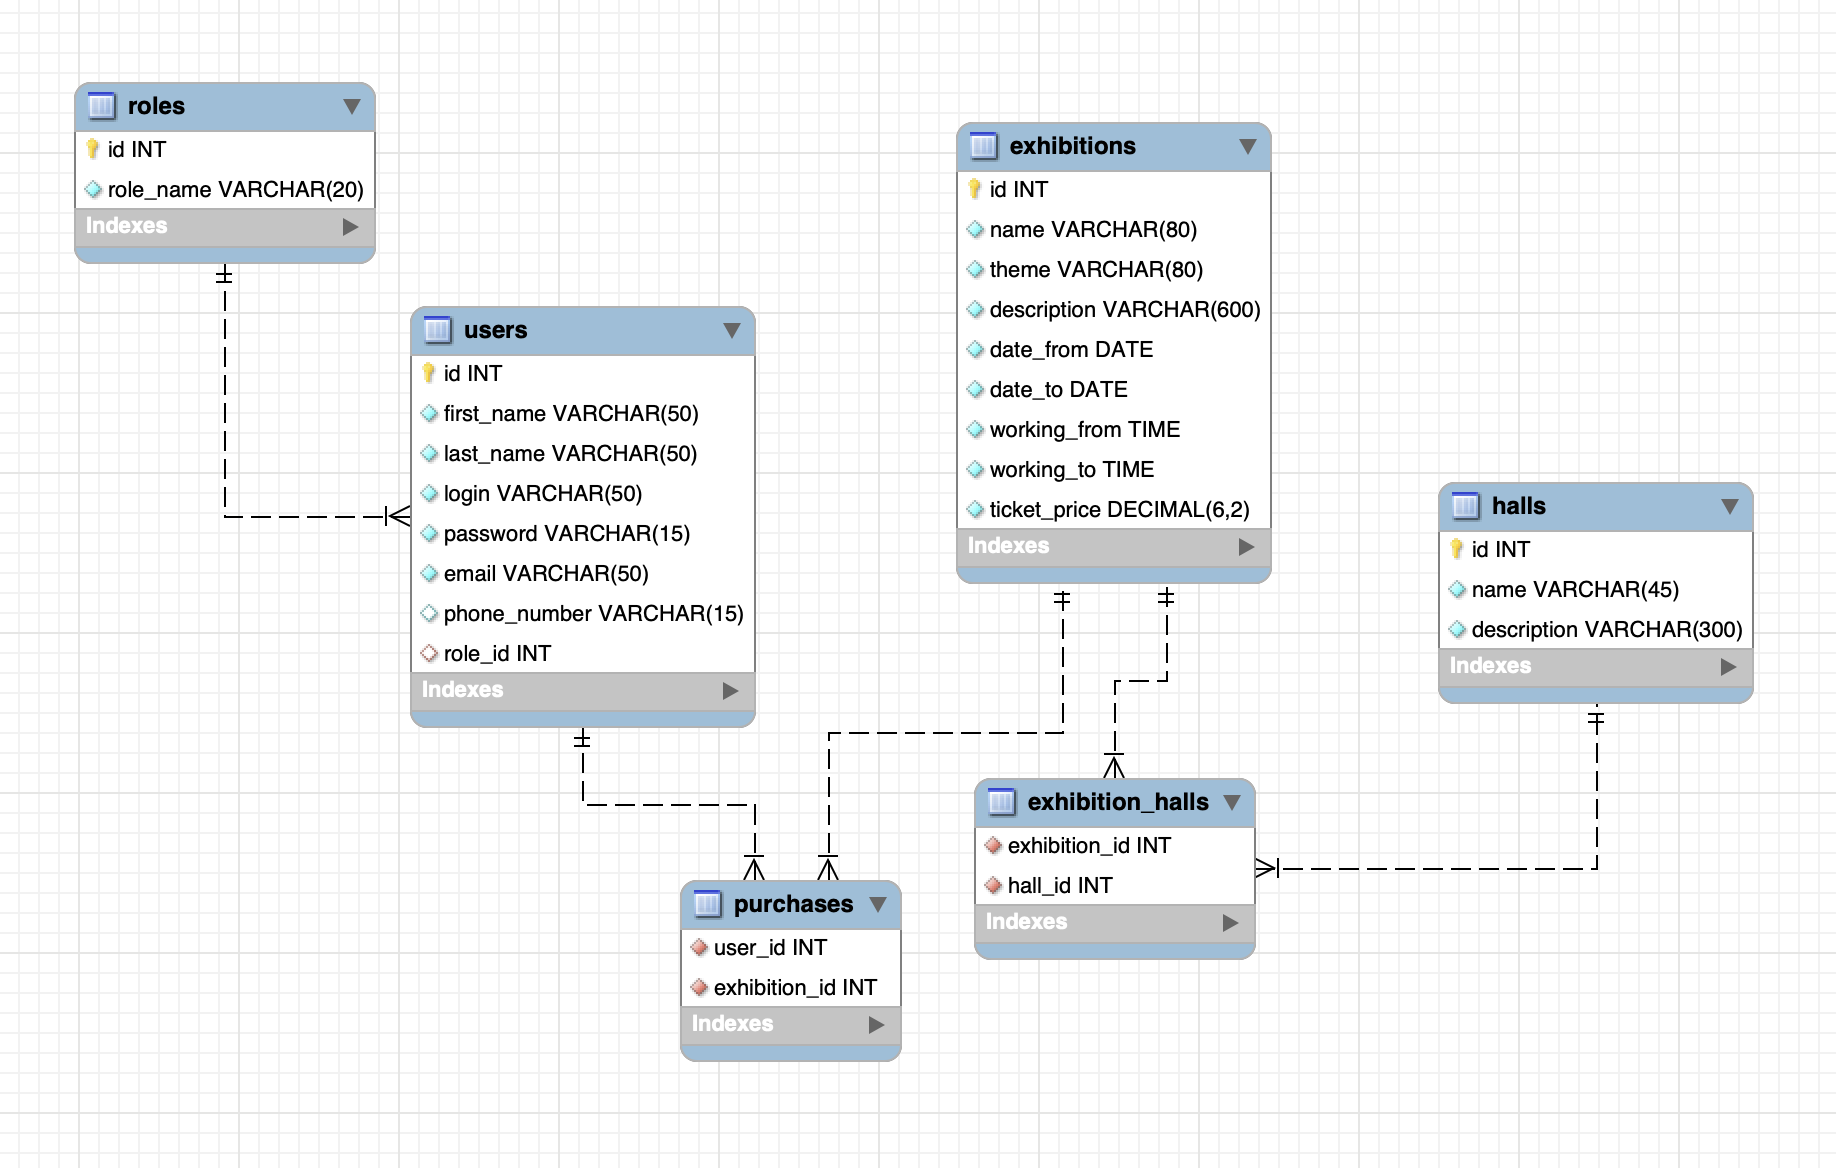 roles
id INT
role_name VARCHAR(20)
Indexes
users
id INT
first_name VARCHAR(50)
last_name VARCHAR(50)
login VARCHAR(50)
password VARCHAR(15)
email VARCHAR(50)
phone_number VARCHAR(15)
role_id INT
Indexes
exhibitions
id INT
name VARCHAR(80)
theme VARCHAR(80)
description VARCHAR(600)
date_from DATE
date_to DATE
working_from TIME
working_to TIME
ticket_price DECIMAL(6,2)
Indexes
halls
id INT
name VARCHAR(45)
description VARCHAR(300)
Indexes
exhibition_halls
exhibition_id INT
hall_id INT
Indexes
purchases
user_id INT
exhibition_id INT
Indexes